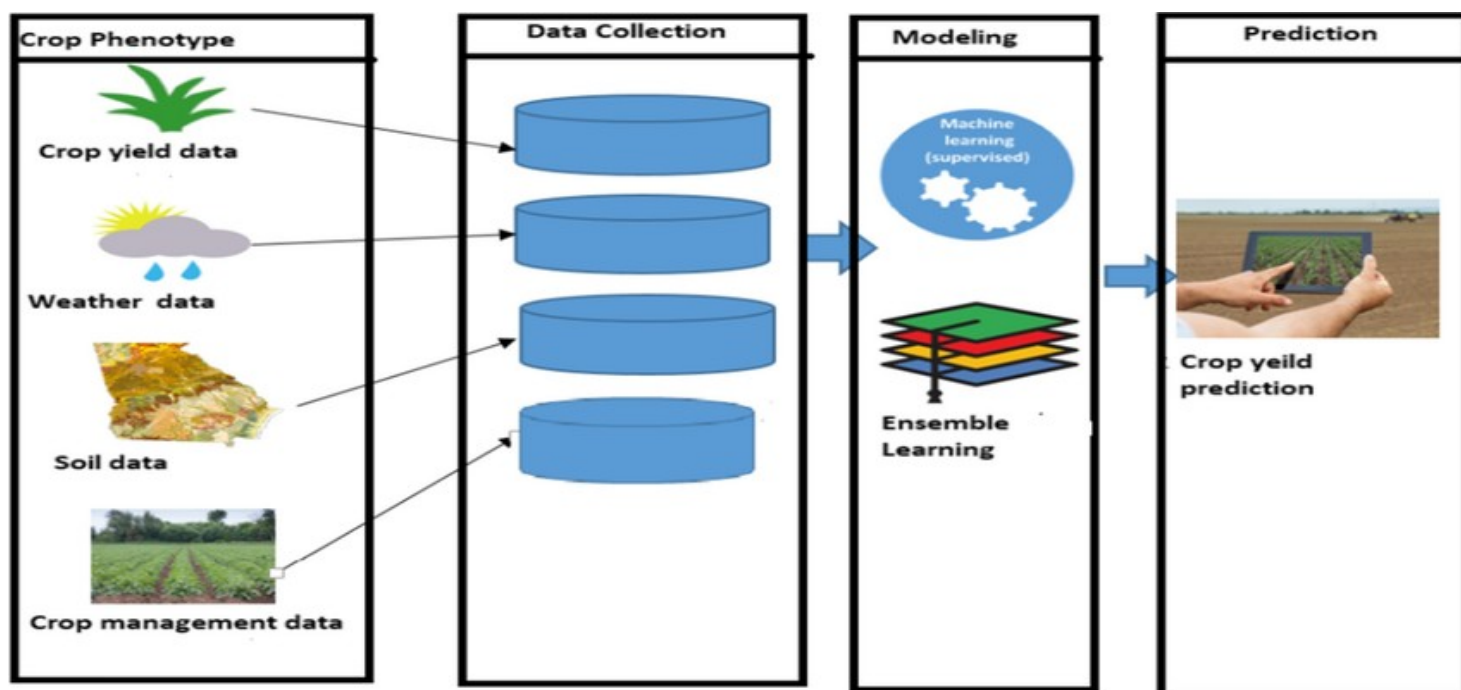 Crop Phenotype
Crop yield data
Weather data
Soil data
Crop management data
Data Collection
Modeling
Machine
learning
(supervised)
Ensemble
Learning
Prediction
Crop yeild
prediction